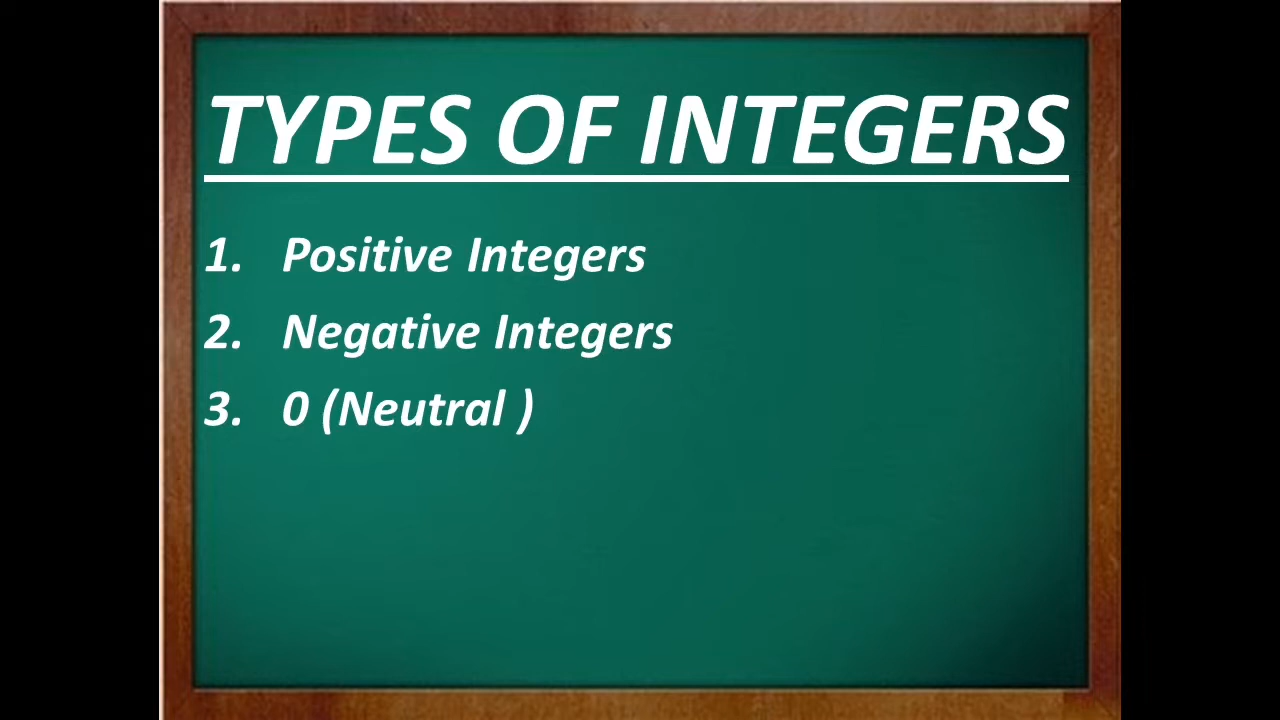 TYPES OF INTEGERS
1. Positive Integers
2. Negative Integers
3. 0 (Neutral )